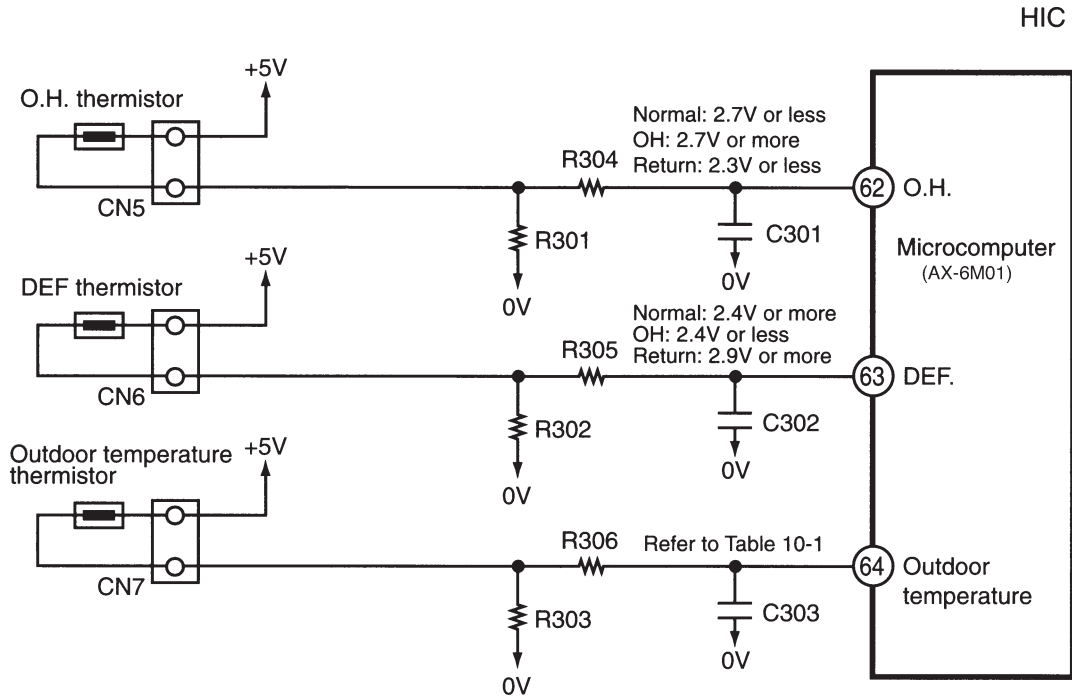 HIC
+5V
O.H. thermistor
CN5
R304
Normal: 2.7V or less
OH: 2.7V or more
Return: 2.3V or less
R301
0V
C301
0V
62
O.H.
Microcomputer
(AX-6M01)
+5V
DEF thermistor
CN6
R305
Normal: 2.4V or more
OH: 2.4V or less
Return: 2.9V or more
R302
0V
C302
0V
63
DEF.
Outdoor temperature
thermistor
+5V
CN7
R306
Refer to Table 10-1
R303
0V
C303
0V
64
Outdoor
temperature